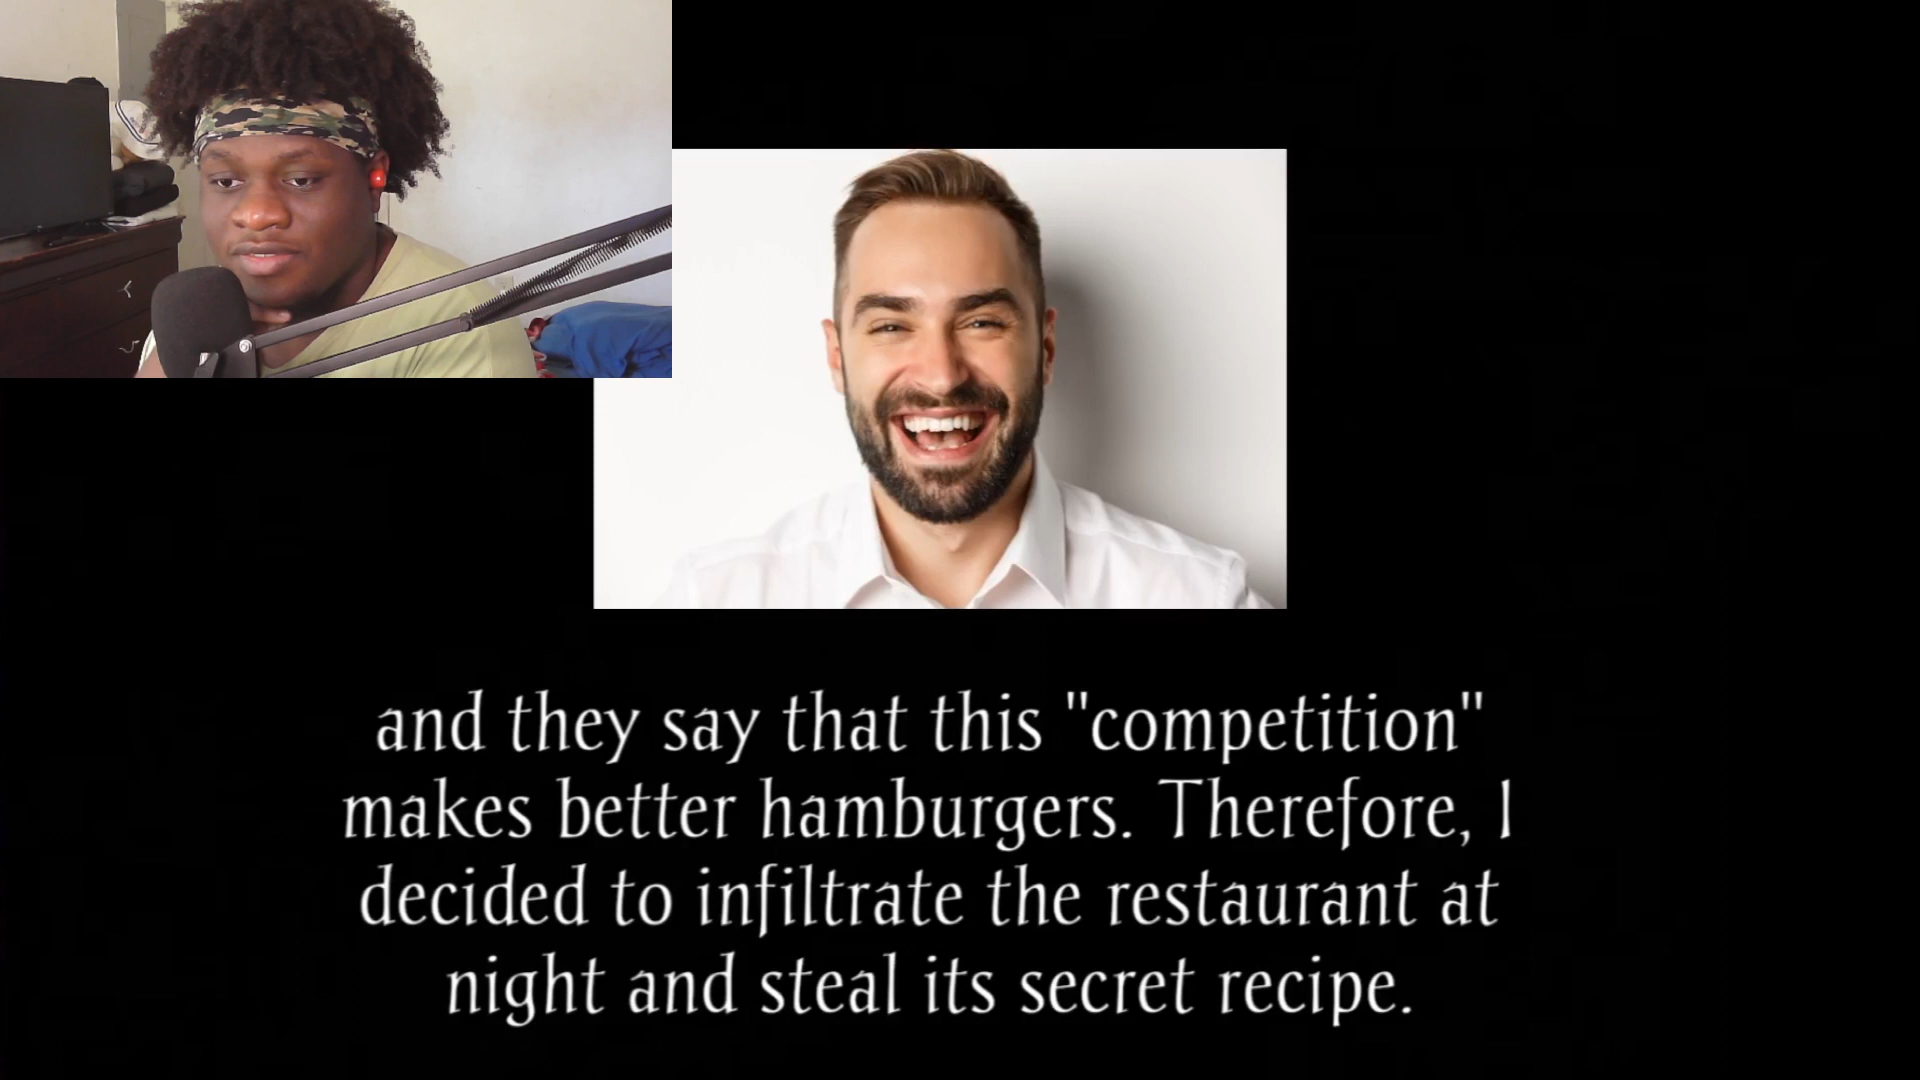 and they say that this "competition"
makes better hamburgers. Therefore, I
decided to infiltrate the restaurant at
night and steal its secret recipe.